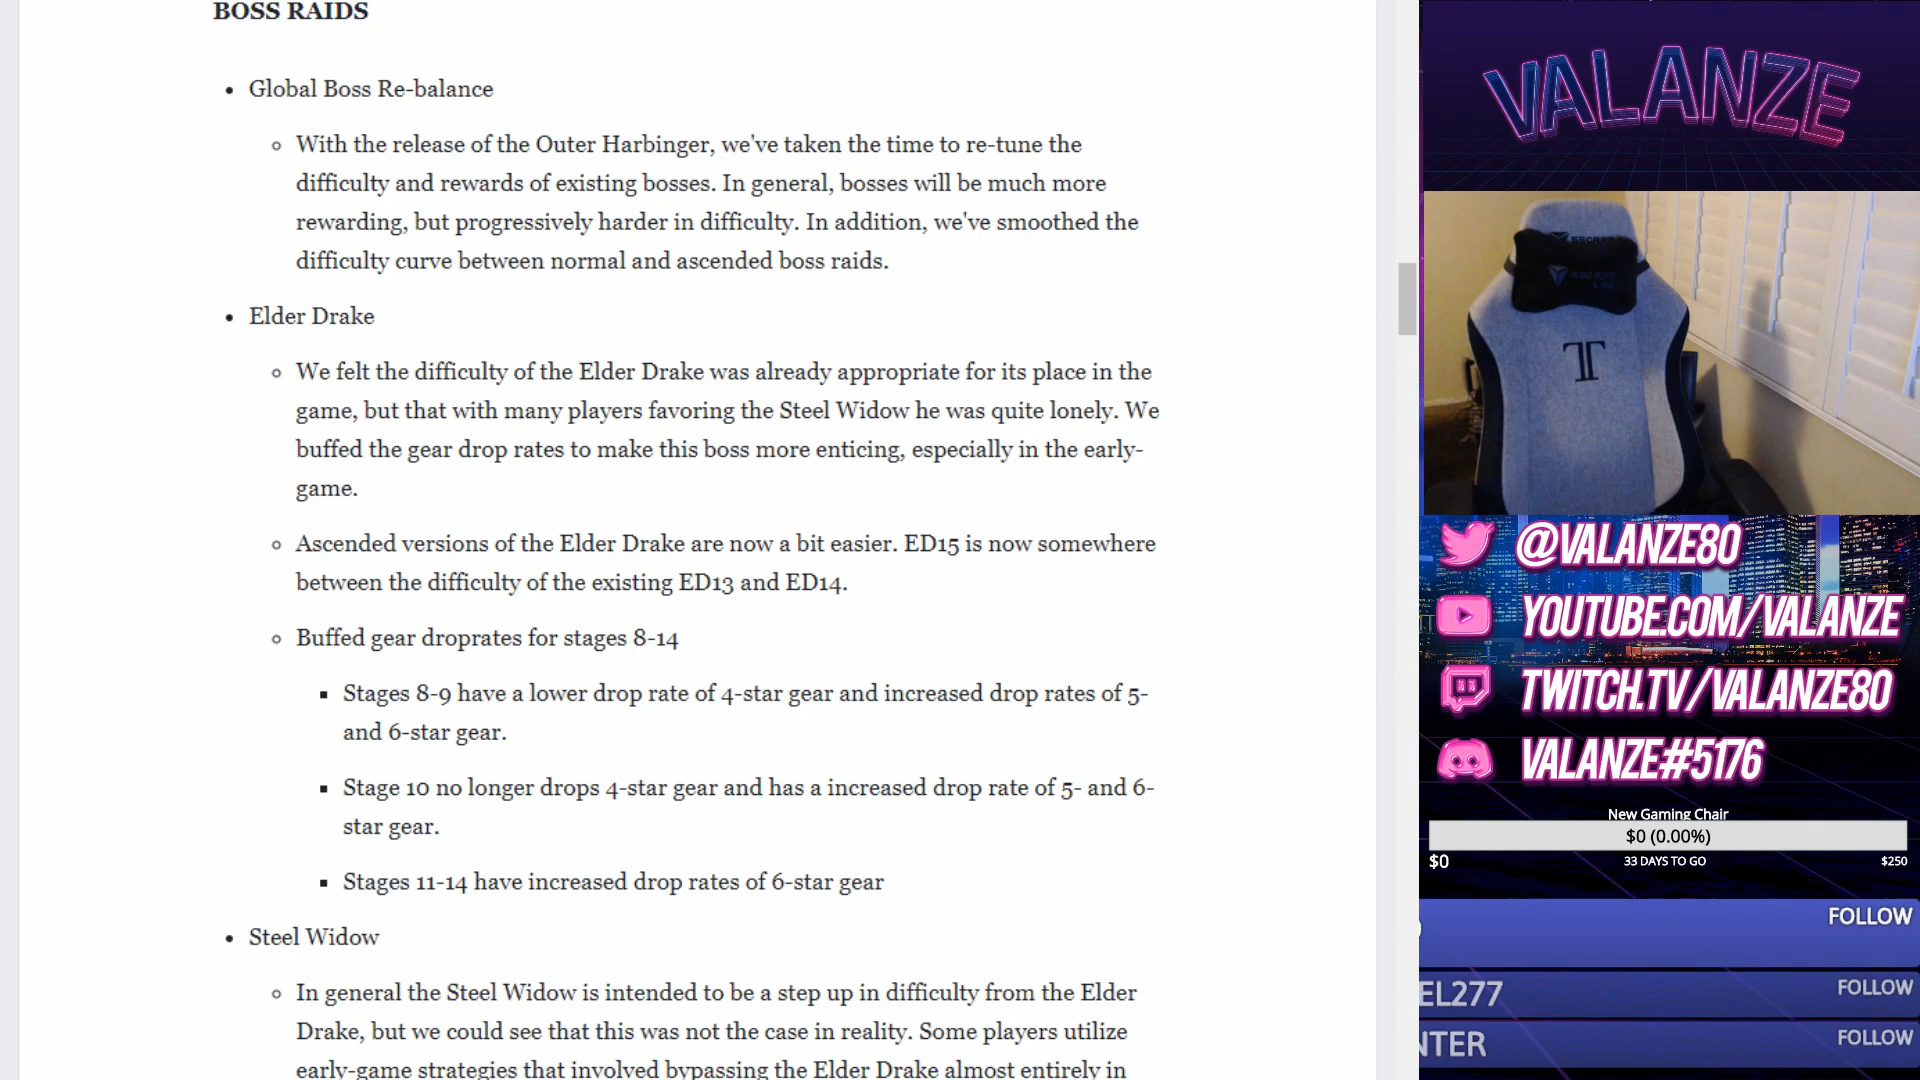 BOSS RAIDS
• Global Boss Re-balance
◦ With the release of the Outer Harbinger, we've taken the time to re-tune the
difficulty and rewards of existing bosses. In general, bosses will be much more
rewarding, but progressively harder in difficulty. In addition, we've smoothed the
difficulty curve between normal and ascended boss raids.
• Elder Drake
◦ We felt the difficulty of the Elder Drake was already appropriate for its place in the
game, but that with many players favoring the Steel Widow he was quite lonely. We
buffed the gear drop rates to make this boss more enticing, especially in the early-
game.
◦ Ascended versions of the Elder Drake are now a bit easier. ED15 is now somewhere
between the difficulty of the existing ED13 and ED14.
◦ Buffed gear droprates for stages 8-14
▪ Stages 8-9 have a lower drop rate of 4-star gear and increased drop rates of 5-
and 6-star gear.
▪ Stage 10 no longer drops 4-star gear and has a increased drop rate of 5- and 6-
star gear.
▪ Stages 11-14 have increased drop rates of 6-star gear
• Steel Widow
◦ In general the Steel Widow is intended to be a step up in difficulty from the Elder
Drake, but we could see that this was not the case in reality. Some players utilize
early-game strategies that involved bypassing the Elder Drake almost entirely in
VALANZE
@VALANZE80
YOUTUBE.COM/VALANZE
TWITCH.TV/VALANZE80
VALANZE#5176
New Gaming Chair
$0 (0.00%)
$0 33 DAYS TO GO $250
FOLLOW
EL277 FOLLOW
NTER FOLLOW